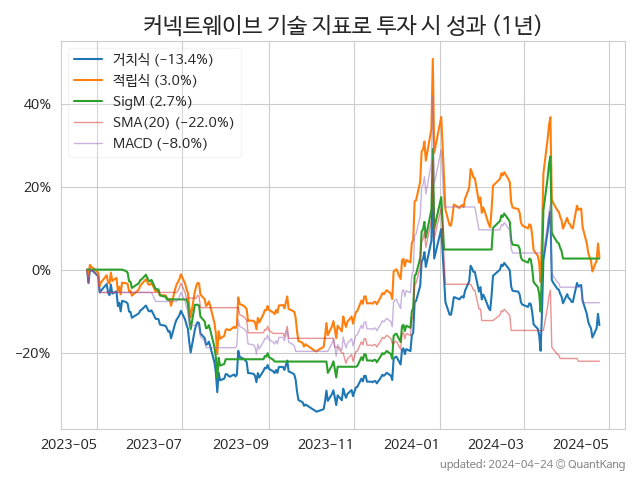 커넥트웨이브 기술 지표로 투자 시 성과 (1년)
거치식 (−13.4%)
적립식 (3.0%)
SigM (2.7%)
SMA(20) (−22.0%)
MACD (−8.0%)
40%
20%
0%
−20%
2023−05 2023−07 2023−09 2023−11 2024−01 2024−03 2024−05
updated: 2024−04−24 © QuantKang